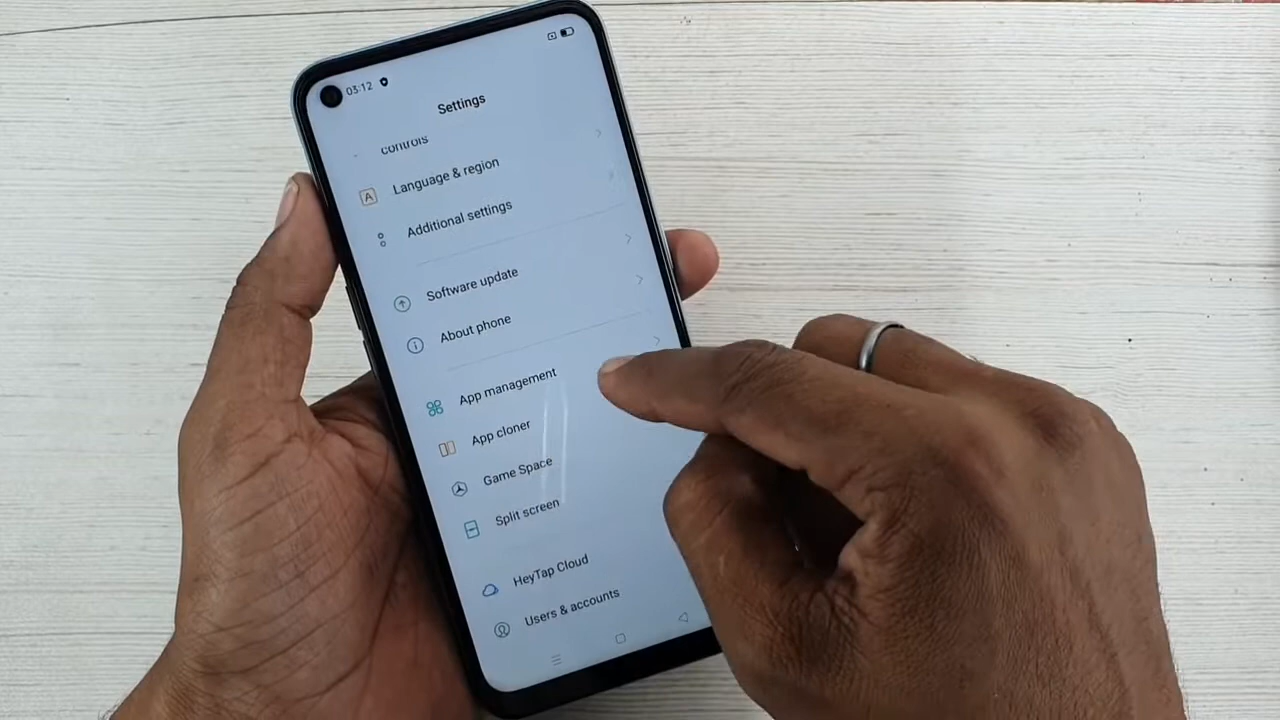 03:12
Settings
controls
Language & region
Additional settings
Software update
About phone
App management
App cloner
Game Space
Split screen
HeyTap Cloud
Users & accounts